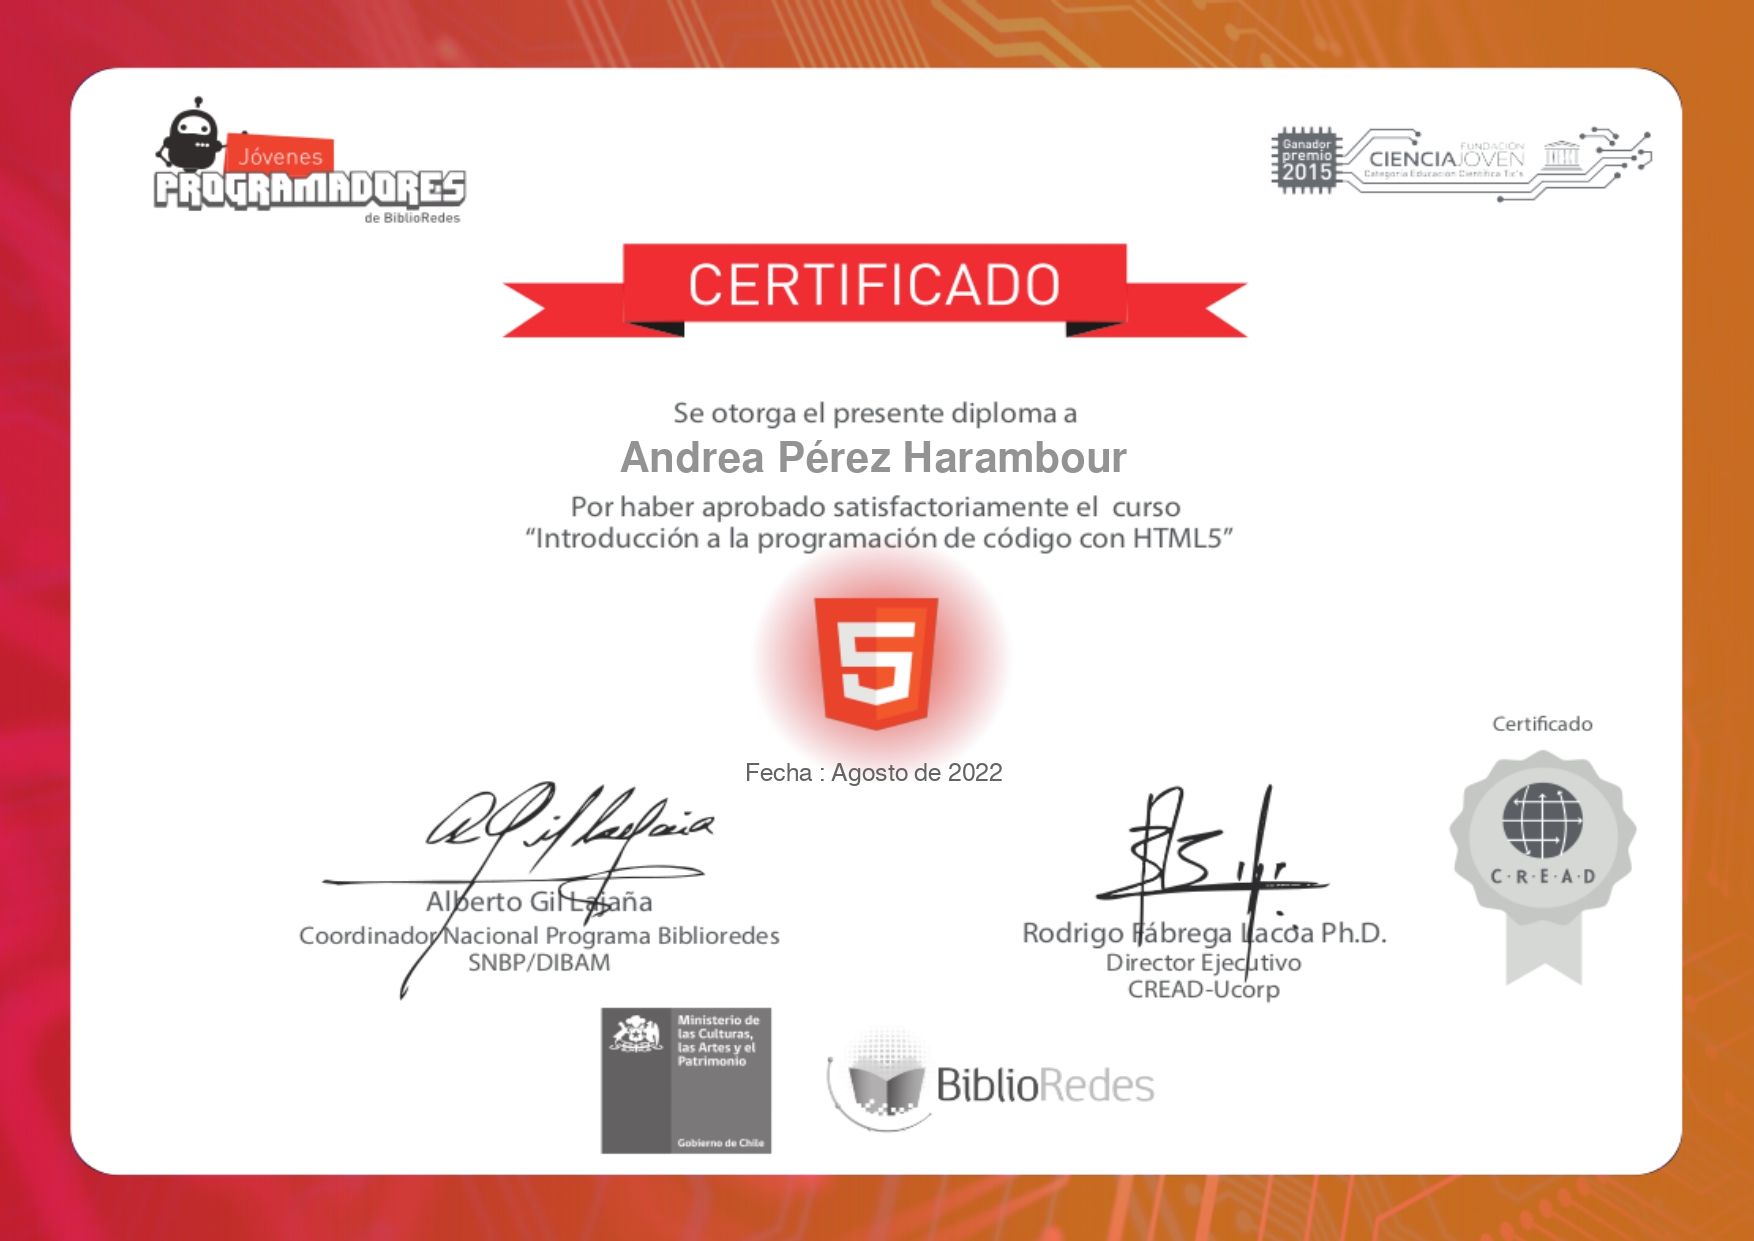 Jóvenes
PROGRAMADORES
de BiblioRedes
Ganador
premio
2015
FUNDACIÓN
CIENCIAJOVEN
Categoría Educación Científica Tic's
CERTIFICADO
Se otorga el presente diploma a
Andrea Pérez Harambour
Por haber aprobado satisfactoriamente el curso
“Introducción a la programación de código con HTML5”
5
Fecha : Agosto de 2022
Certificado
C·R·E·A·D
Alberto Gil Lajaña
Coordinador Nacional Programa Biblioredes
SNBP/DIBAM
Rodrigo Fábrega Lacoa Ph.D.
Director Ejecutivo
CREAD-Ucorp
Ministerio de
las Culturas,
las Artes y el
Patrimonio
Gobierno de Chile
BiblioRedes